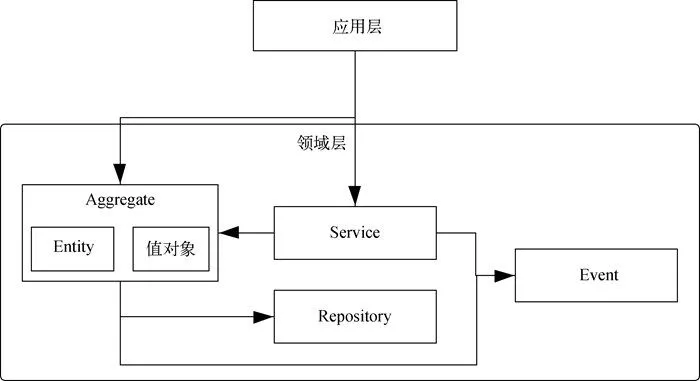 应用层
领域层
Aggregate
Entity
值对象
Service
Event
Repository